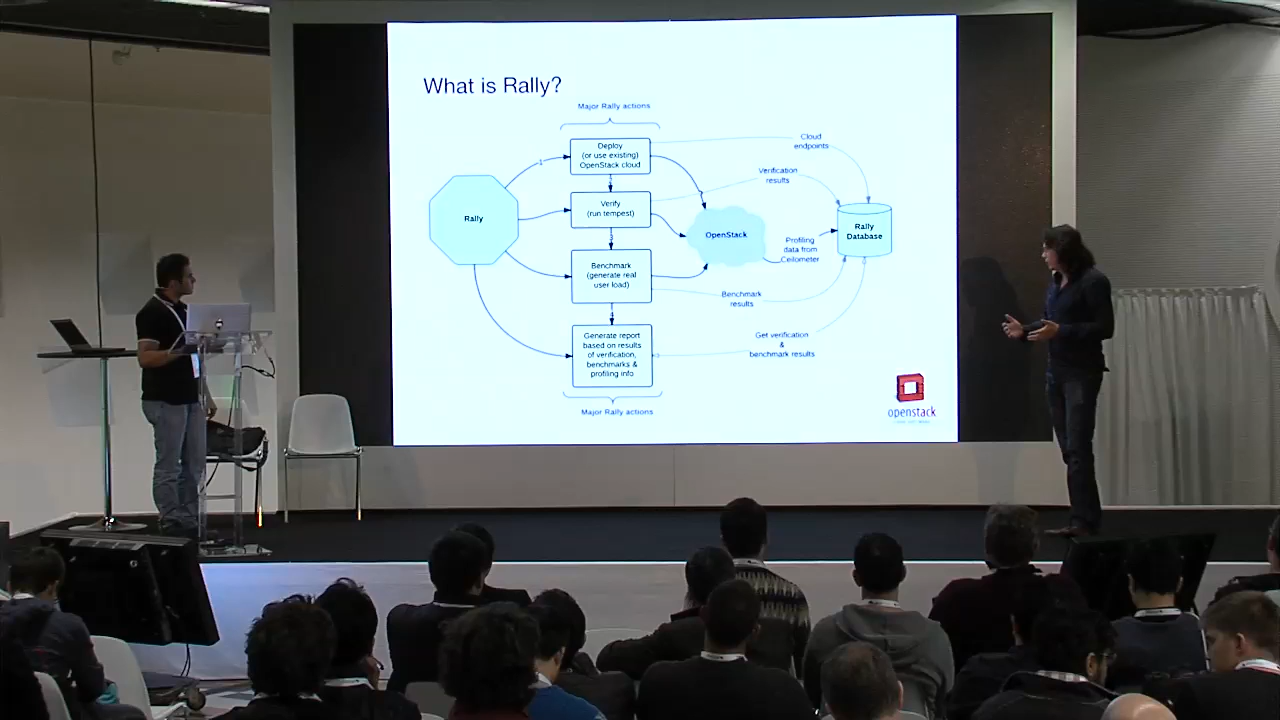 What is Rally?
Major Rally actions
Deploy
(or use existing)
OpenStack cloud
Cloud
endpoints
Verification
results
Verify
(run tempest)
Rally
OpenStack
Rally
Database
Profiling
data from
Ceilometer
Benchmark
(generate real
user load)
Benchmark
results
Generate report
based on results
of verification,
benchmarks &
profiling info
Get verification
&
benchmark results
Major Rally actions
openstack